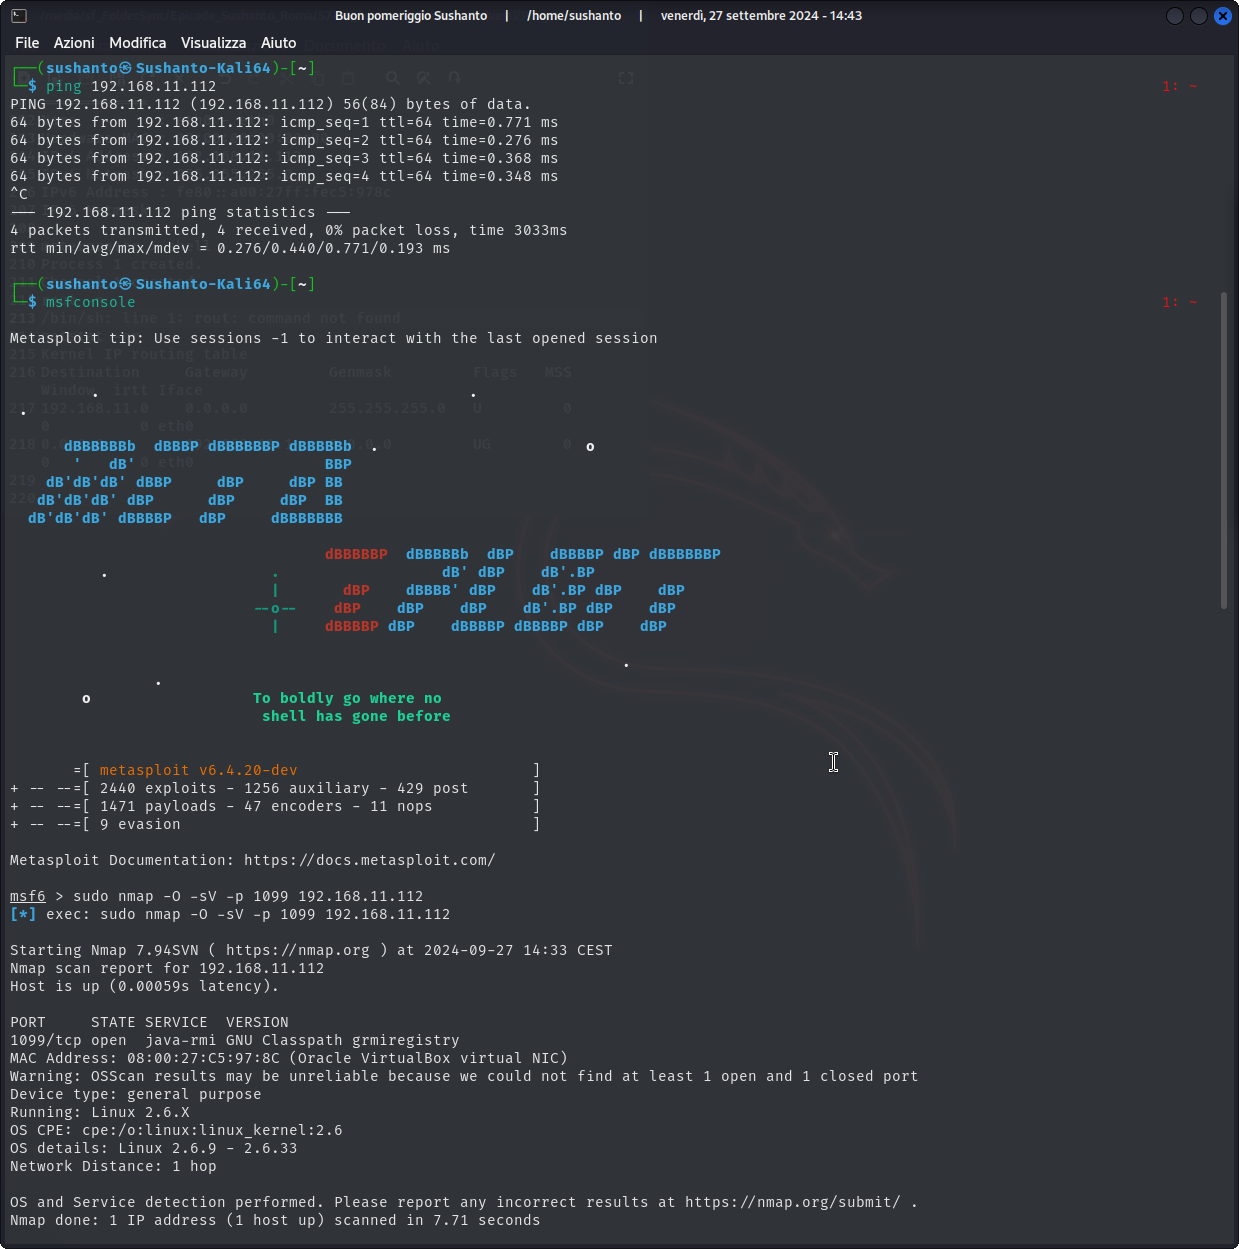 Buon pomeriggio Sushanto | /home/sushanto | venerdì, 27 settembre 2024 - 14:43
File Azioni Modifica Visualizza Aiuto
┌──(sushanto㉿Sushanto-Kali64)-[~]
└─$ ping 192.168.11.112 1: ~
PING 192.168.11.112 (192.168.11.112) 56(84) bytes of data.
64 bytes from 192.168.11.112: icmp_seq=1 ttl=64 time=0.771 ms
64 bytes from 192.168.11.112: icmp_seq=2 ttl=64 time=0.276 ms
64 bytes from 192.168.11.112: icmp_seq=3 ttl=64 time=0.368 ms
64 bytes from 192.168.11.112: icmp_seq=4 ttl=64 time=0.348 ms
^C
--- 192.168.11.112 ping statistics ---
4 packets transmitted, 4 received, 0% packet loss, time 3033ms
rtt min/avg/max/mdev = 0.276/0.440/0.771/0.193 ms
┌──(sushanto㉿Sushanto-Kali64)-[~]
└─$ msfconsole 1: ~
Metasploit tip: Use sessions -1 to interact with the last opened session
dBBBBBBb  dBBBP dBBBBBBP dBBBBBb  .                       o
 '   dB'                     BBP
dB'dB'dB' dBBP     dBP     dBP BB
dB'dB'dB' dBP      dBP     dBP  BB
dB'dB'dB' dBBBBP   dBP     dBBBBBBB
dBBBBBP  dBBBBBb  dBP    dBBBBP dBP dBBBBBBP
.                  dB' dBP    dB'.BP
|       dBP    dBBBB' dBP    dB'.BP dBP    dBP
--o--    dBP    dBP    dBP    dB'.BP dBP    dBP
|     dBBBBP dBP    dBBBBP dBBBBP dBP    dBP
o                  To boldly go where no
shell has gone before
=[ metasploit v6.4.20-dev                          ]
+ -- --=[ 2440 exploits - 1256 auxiliary - 429 post       ]
+ -- --=[ 1471 payloads - 47 encoders - 11 nops           ]
+ -- --=[ 9 evasion                                       ]
Metasploit Documentation: https://docs.metasploit.com/
msf6 > sudo nmap -O -sV -p 1099 192.168.11.112
[*] exec: sudo nmap -O -sV -p 1099 192.168.11.112
Starting Nmap 7.94SVN ( https://nmap.org ) at 2024-09-27 14:33 CEST
Nmap scan report for 192.168.11.112
Host is up (0.00059s latency).
PORT     STATE SERVICE  VERSION
1099/tcp open  java-rmi GNU Classpath grmiregistry
MAC Address: 08:00:27:C5:97:8C (Oracle VirtualBox virtual NIC)
Warning: OSScan results may be unreliable because we could not find at least 1 open and 1 closed port
Device type: general purpose
Running: Linux 2.6.X
OS CPE: cpe:/o:linux:linux_kernel:2.6
OS details: Linux 2.6.9 - 2.6.33
Network Distance: 1 hop
OS and Service detection performed. Please report any incorrect results at https://nmap.org/submit/ .
Nmap done: 1 IP address (1 host up) scanned in 7.71 seconds